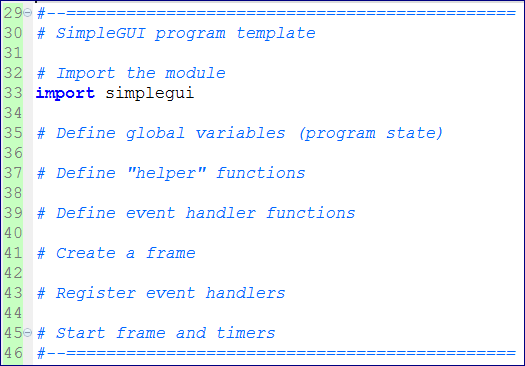 29 #--===============================================
30 # SimpleGUI program template
31
32 # Import the module
33 import simplegui
34
35 # Define global variables (program state)
36
37 # Define "helper" functions
38
39 # Define event handler functions
40
41 # Create a frame
42
43 # Register event handlers
44
45 # Start frame and timers
46 #--===============================================